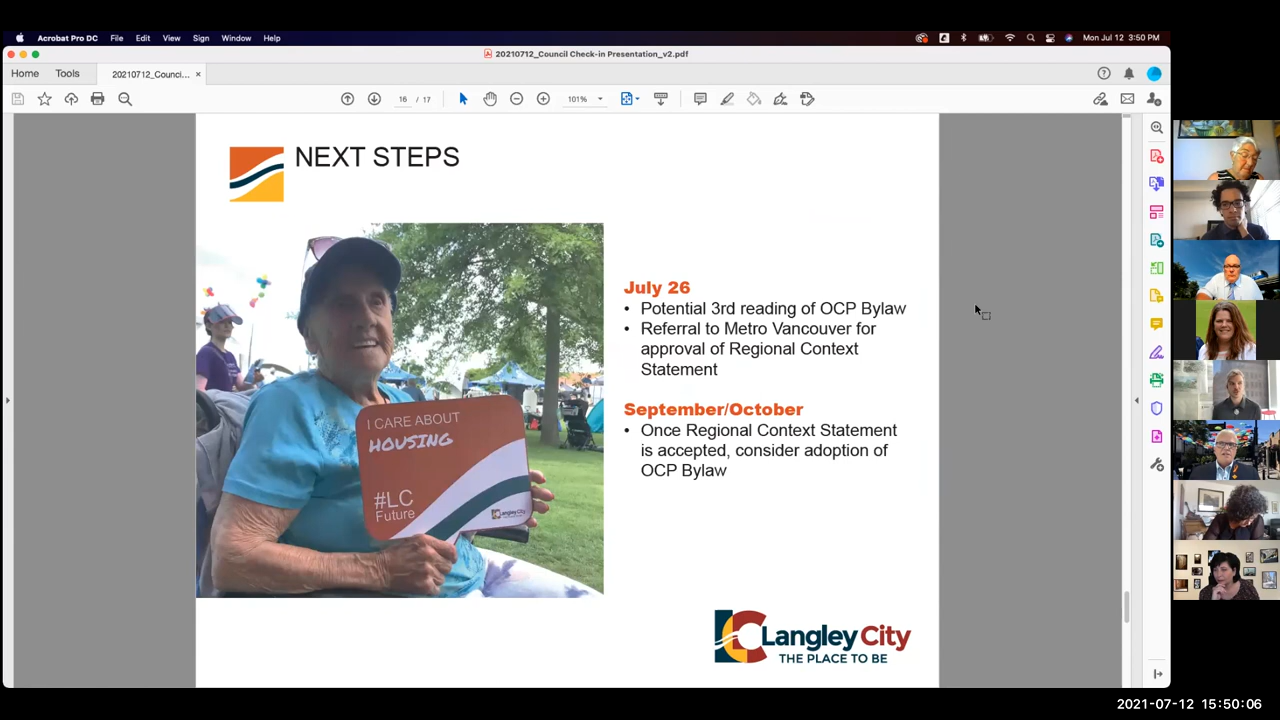 Acrobat Pro DC File Edit View Sign Window Help
Mon Jul 12 3:50 PM
20210712_Council Check-in Presentation_v2.pdf
Home Tools 20210712_Counci... ×
16 / 17
101%
NEXT STEPS
July 26
• Potential 3rd reading of OCP Bylaw
• Referral to Metro Vancouver for
approval of Regional Context
Statement
September/October
• Once Regional Context Statement
is accepted, consider adoption of
OCP Bylaw
I CARE ABOUT
HOUSING
#LC
Future
Langley City
Langley City
THE PLACE TO BE
2021-07-12 15:50:06